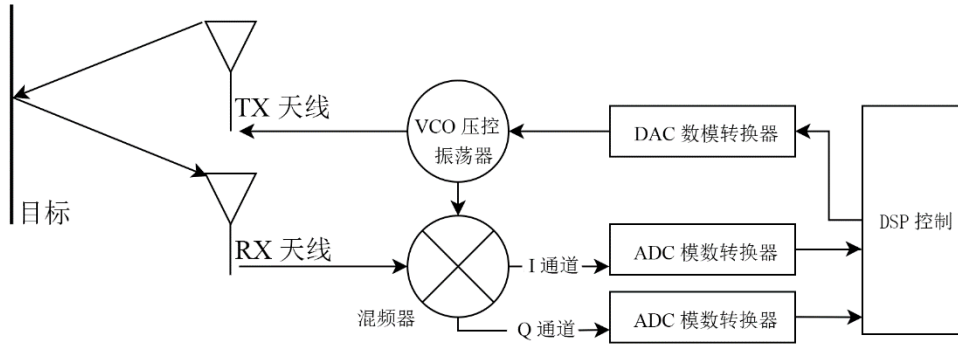 TX 天线
VCO 压控
振荡器
DAC 数模转换器
目标
RX 天线
DSP 控制
I 通道
ADC 模数转换器
混频器
Q 通道
ADC 模数转换器